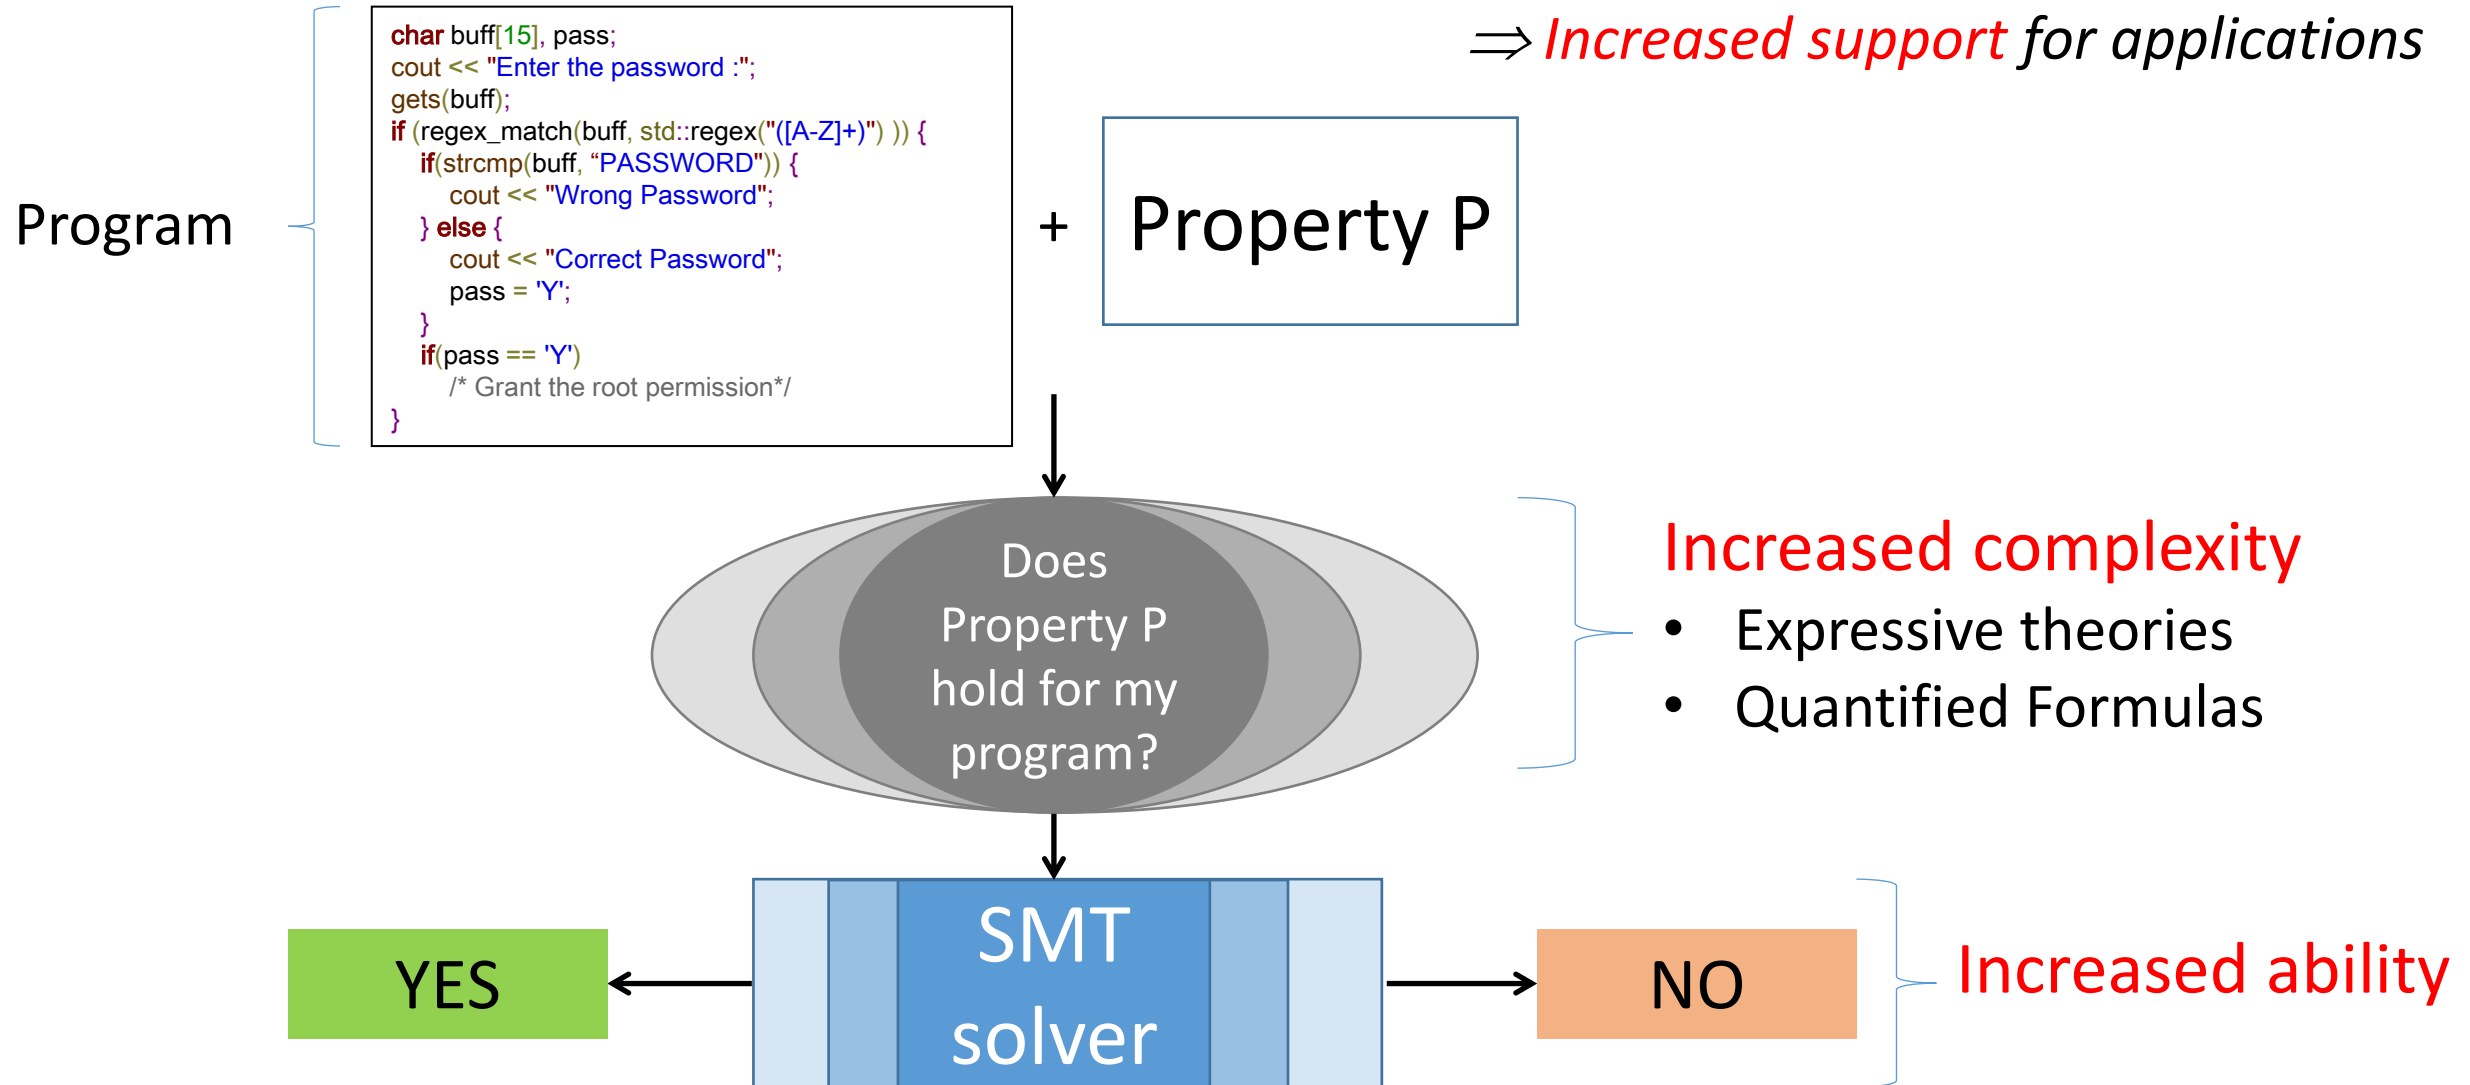 ⇒ Increased support for applications
Program
char buff[15], pass;
cout << "Enter the password :";
gets(buff);
if (regex_match(buff, std::regex("([A-Z]+)") )) {
if(strcmp(buff, “PASSWORD")) {
cout << "Wrong Password";
} else {
cout << "Correct Password";
pass = 'Y';
}
if(pass == 'Y')
/* Grant the root permission*/
}
+
Property P
Does
Property P
hold for my
program?
Increased complexity
• Expressive theories
• Quantified Formulas
YES
SMT
solver
NO
Increased ability